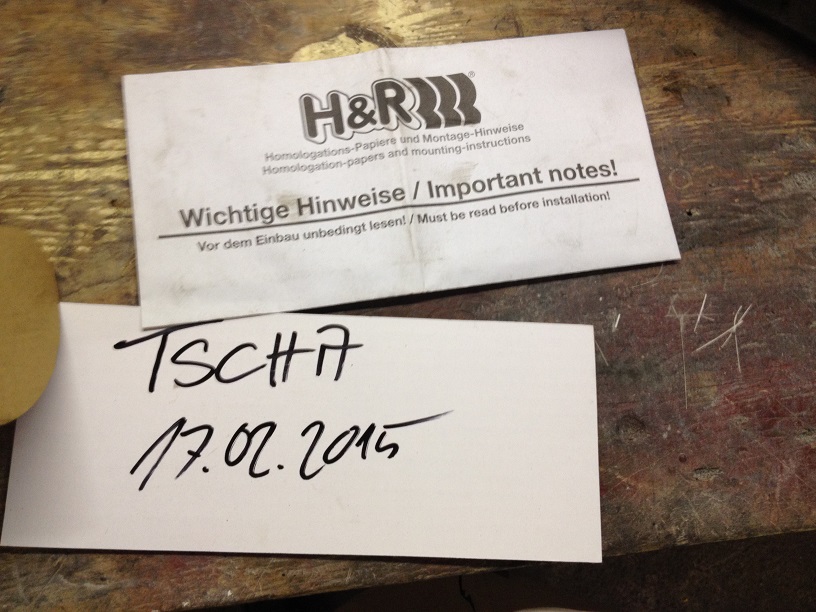 H&R®
Homologations-Papiere und Montage-Hinweise
Homologation-papers and mounting-instructions
Wichtige Hinweise / Important notes!
Vor dem Einbau unbedingt lesen! / Must be read before installation!
TSCHA
17.02.2015